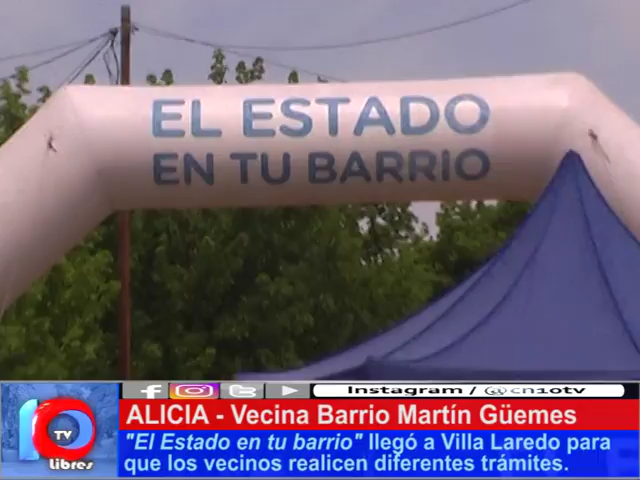 EL ESTADO
EN TU BARRIO
Instagram / @cn10tv
ALICIA - Vecina Barrio Martín Güemes
"El Estado en tu barrio" llegó a Villa Laredo para
que los vecinos realicen diferentes trámites.
TV
libres